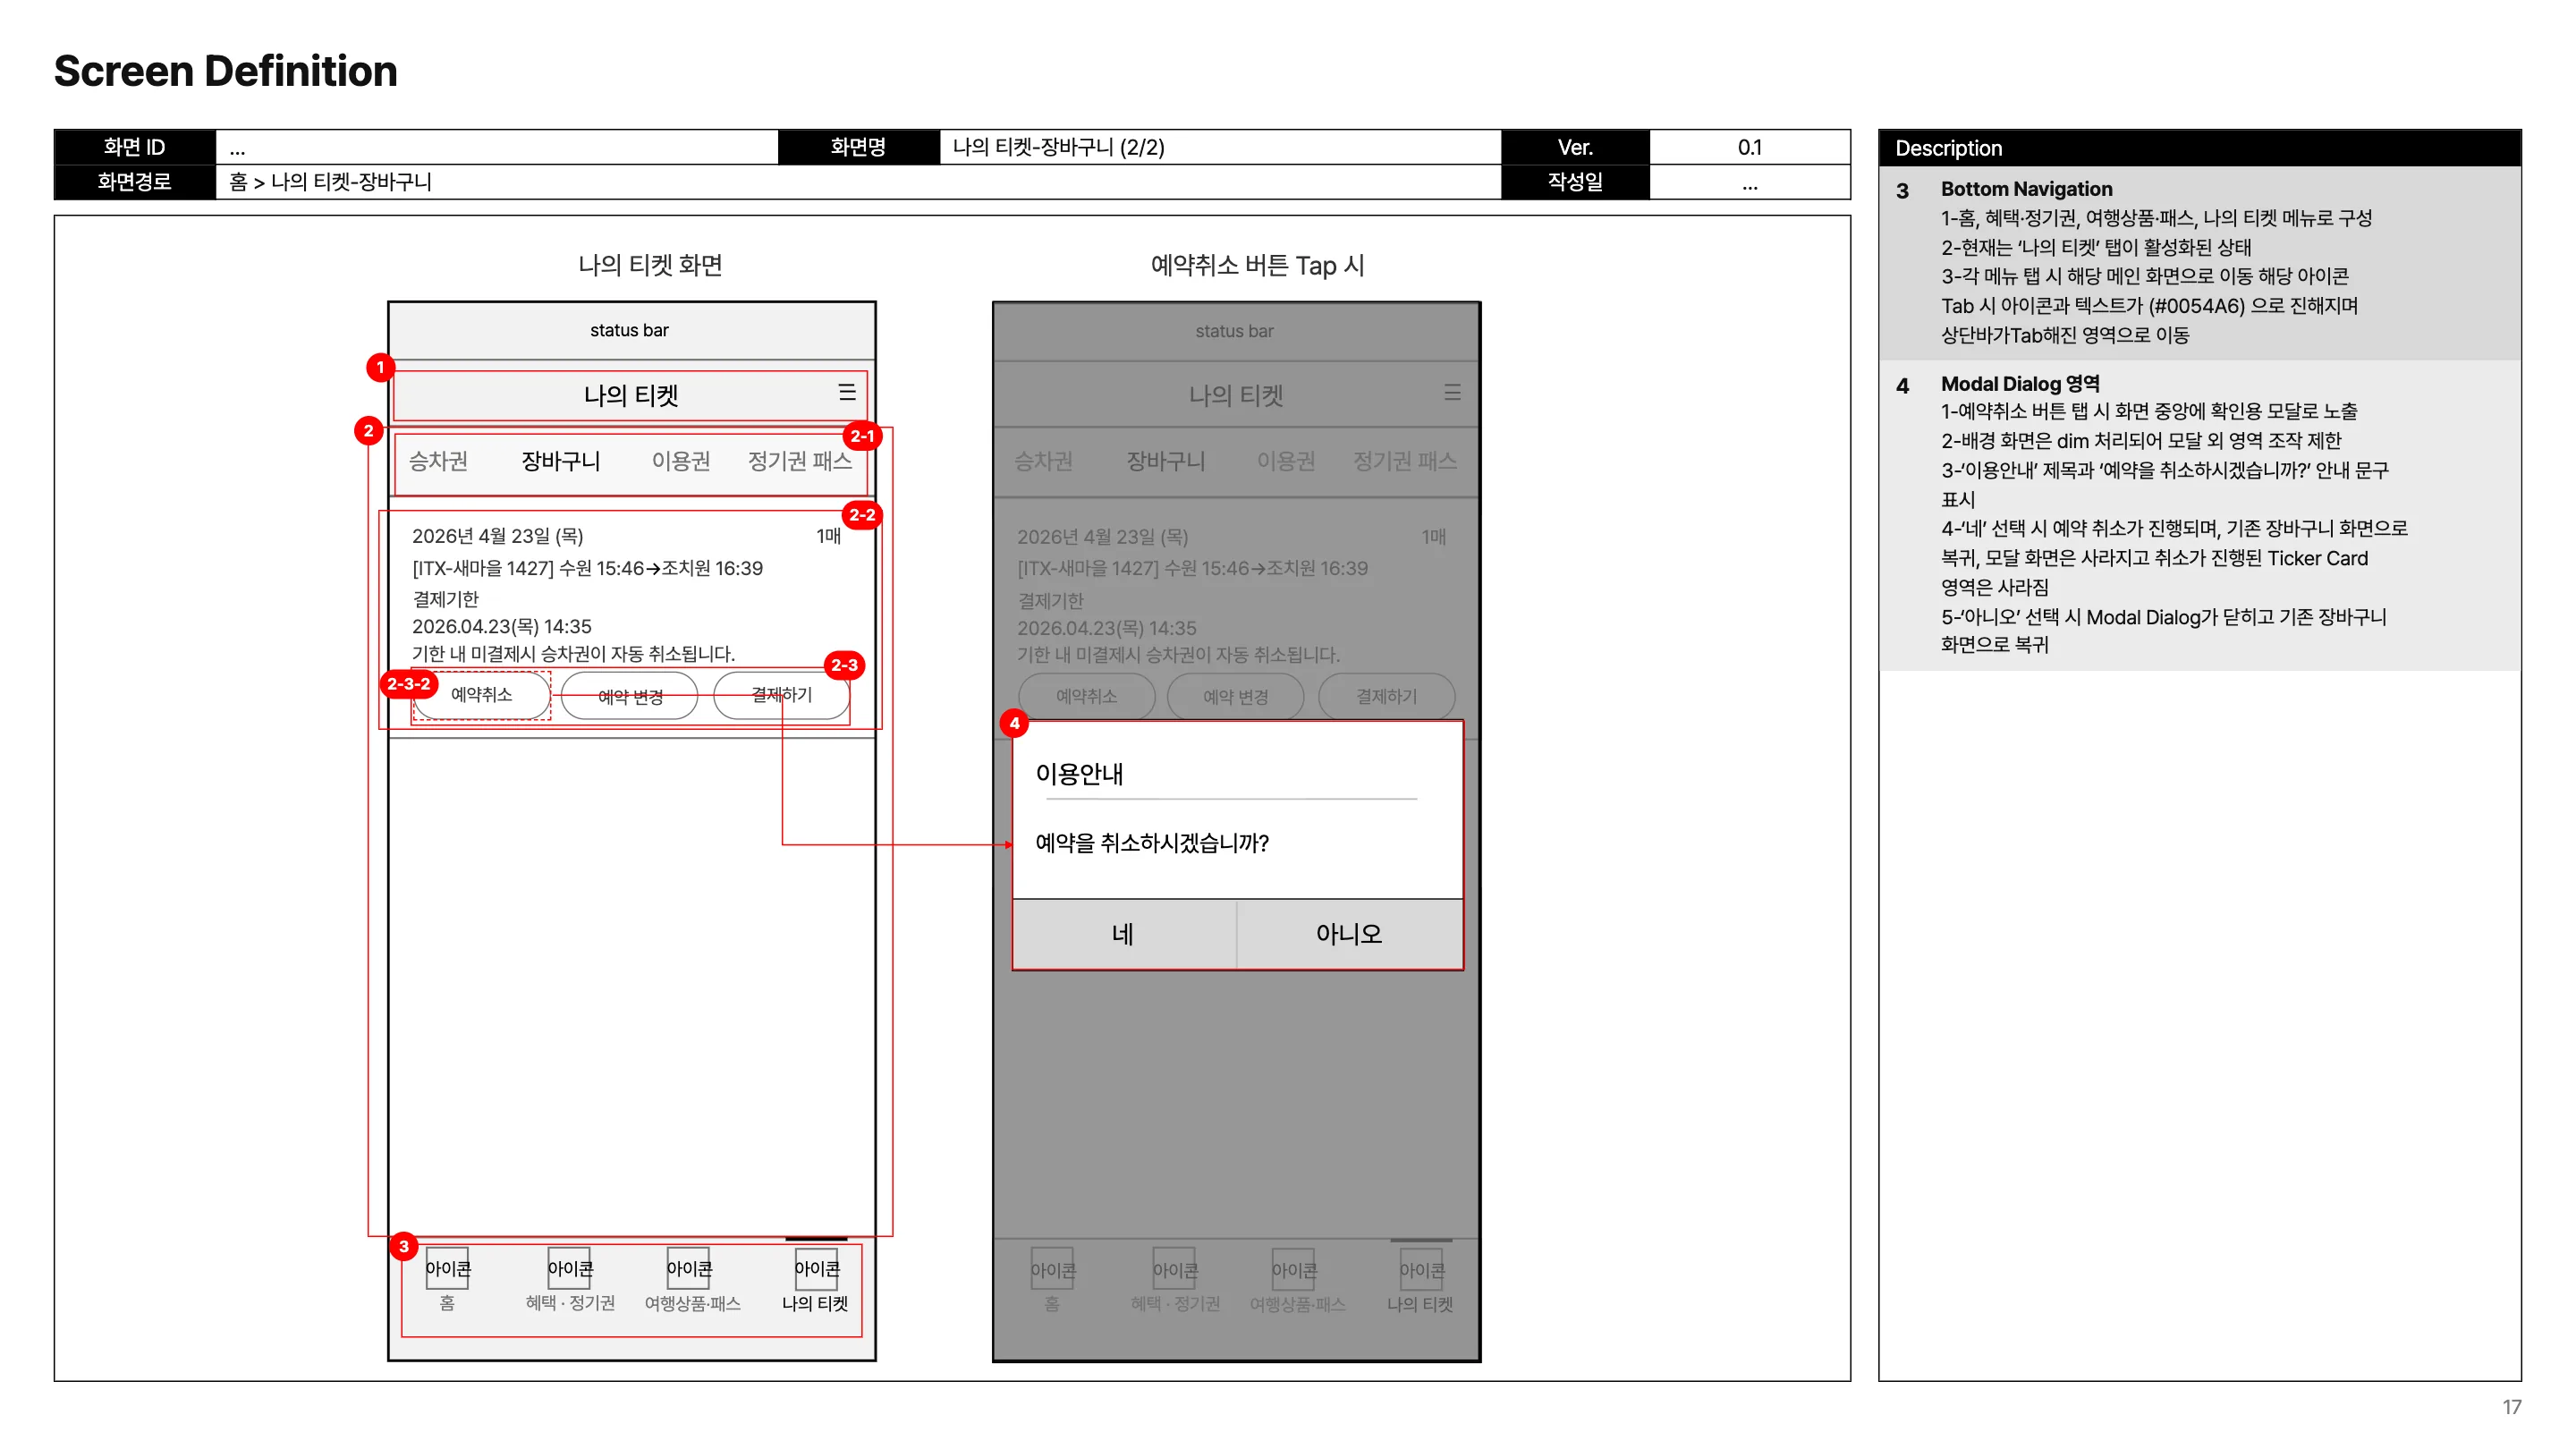 Screen Definition
화면 ID
...
화면명
나의 티켓-장바구니 (2/2)
Ver.
0.1
화면경로
홈 > 나의 티켓-장바구니
작성일
...
나의 티켓 화면
status bar
1
나의 티켓
☰
2
2-1
승차권
장바구니
이용권
정기권 패스
2-2
2026년 4월 23일 (목)
1매
[ITX-새마을 1427] 수원 15:46→조치원 16:39
결제기한
2026.04.23(목) 14:35
기한 내 미결제시 승차권이 자동 취소됩니다.
2-3
2-3-2
예약취소
예약 변경
결제하기
3
아이콘
아이콘
아이콘
아이콘
홈
혜택 · 정기권
여행상품·패스
나의 티켓
예약취소 버튼 Tap 시
status bar
나의 티켓
☰
승차권
장바구니
이용권
정기권 패스
2026년 4월 23일 (목)
1매
[ITX-새마을 1427] 수원 15:46→조치원 16:39
결제기한
2026.04.23(목) 14:35
기한 내 미결제시 승차권이 자동 취소됩니다.
예약취소
예약 변경
결제하기
4
이용안내
예약을 취소하시겠습니까?
네
아니오
아이콘
아이콘
아이콘
아이콘
홈
혜택 · 정기권
여행상품·패스
나의 티켓
Description
3
Bottom Navigation
1-홈, 혜택·정기권, 여행상품·패스, 나의 티켓 메뉴로 구성
2-현재는 ‘나의 티켓’ 탭이 활성화된 상태
3-각 메뉴 탭 시 해당 메인 화면으로 이동 해당 아이콘
Tab 시 아이콘과 텍스트가 (#0054A6) 으로 진해지며
상단바가Tab해진 영역으로 이동
4
Modal Dialog 영역
1-예약취소 버튼 탭 시 화면 중앙에 확인용 모달로 노출
2-배경 화면은 dim 처리되어 모달 외 영역 조작 제한
3-‘이용안내’ 제목과 ‘예약을 취소하시겠습니까?’ 안내 문구
표시
4-‘네’ 선택 시 예약 취소가 진행되며, 기존 장바구니 화면으로
복귀, 모달 화면은 사라지고 취소가 진행된 Ticker Card
영역은 사라짐
5-‘아니오’ 선택 시 Modal Dialog가 닫히고 기존 장바구니
화면으로 복귀
17